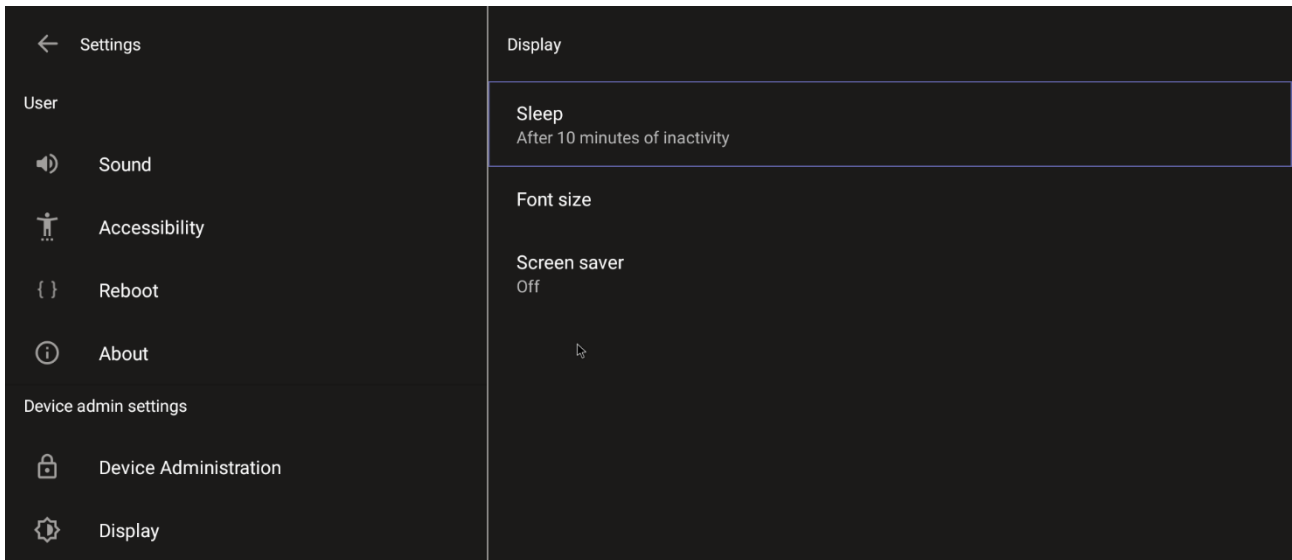 Settings
User
Sound
Accessibility
{ } Reboot
About
Device admin settings
Device Administration
Display
Display
Sleep
After 10 minutes of inactivity
Font size
Screen saver
Off